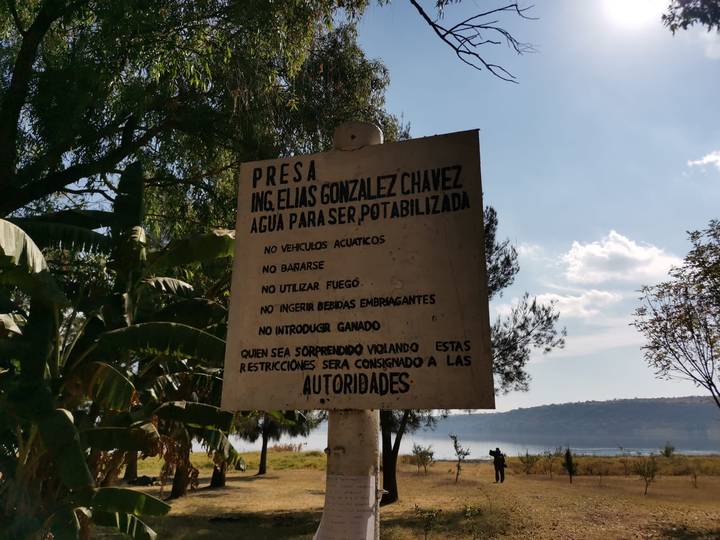 PRESA
ING, ELIAS GONZALEZ CHAVEZ
AGUA PARA SER, POTABILIZADA
NO VEHICULOS ACUATICOS
NO BAÑARSE
NO UTILIZAR FUEGO
NO INGERIR BEBIDAS EMBRIAGANTES
NO INTRODUCIR GANADO
QUIEN SEA SORPRENDIDO VIOLANDO ESTAS
RESTRICCIÓNES SERA CONSIGNADO A LAS
AUTORIDADES